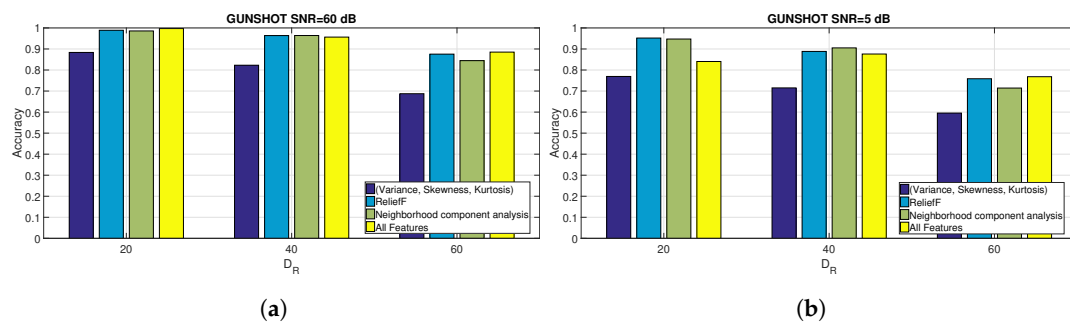 GUNSHOT SNR=60 dB
1
0.9
0.8
0.7
0.6
0.5
0.4
0.3
0.2
0.1
0
Accuracy
(Variance, Skewness, Kurtosis)
ReliefF
Neighborhood component analysis
All Features
20
40
60
D_R
(a)
GUNSHOT SNR=5 dB
1
0.9
0.8
0.7
0.6
0.5
0.4
0.3
0.2
0.1
0
Accuracy
(Variance, Skewness, Kurtosis)
ReliefF
Neighborhood component analysis
All Features
20
40
60
D_R
(b)